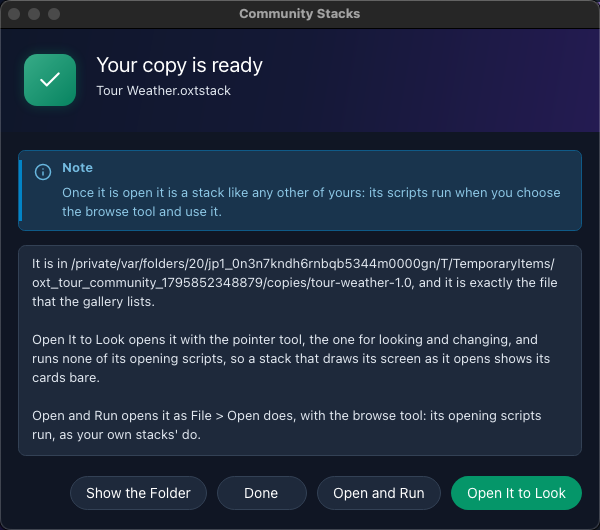 Community Stacks
Your copy is ready
Tour Weather.oxtstack
Note
Once it is open it is a stack like any other of yours: its scripts run when you choose
the browse tool and use it.
It is in /private/var/folders/20/jp1_0n3n7kndh6rnbqb5344m0000gn/T/TemporaryItems/
oxt_tour_community_1795852348879/copies/tour-weather-1.0, and it is exactly the file
that the gallery lists.
Open It to Look opens it with the pointer tool, the one for looking and changing, and
runs none of its opening scripts, so a stack that draws its screen as it opens shows its
cards bare.
Open and Run opens it as File > Open does, with the browse tool: its opening scripts
run, as your own stacks' do.
Show the Folder
Done
Open and Run
Open It to Look